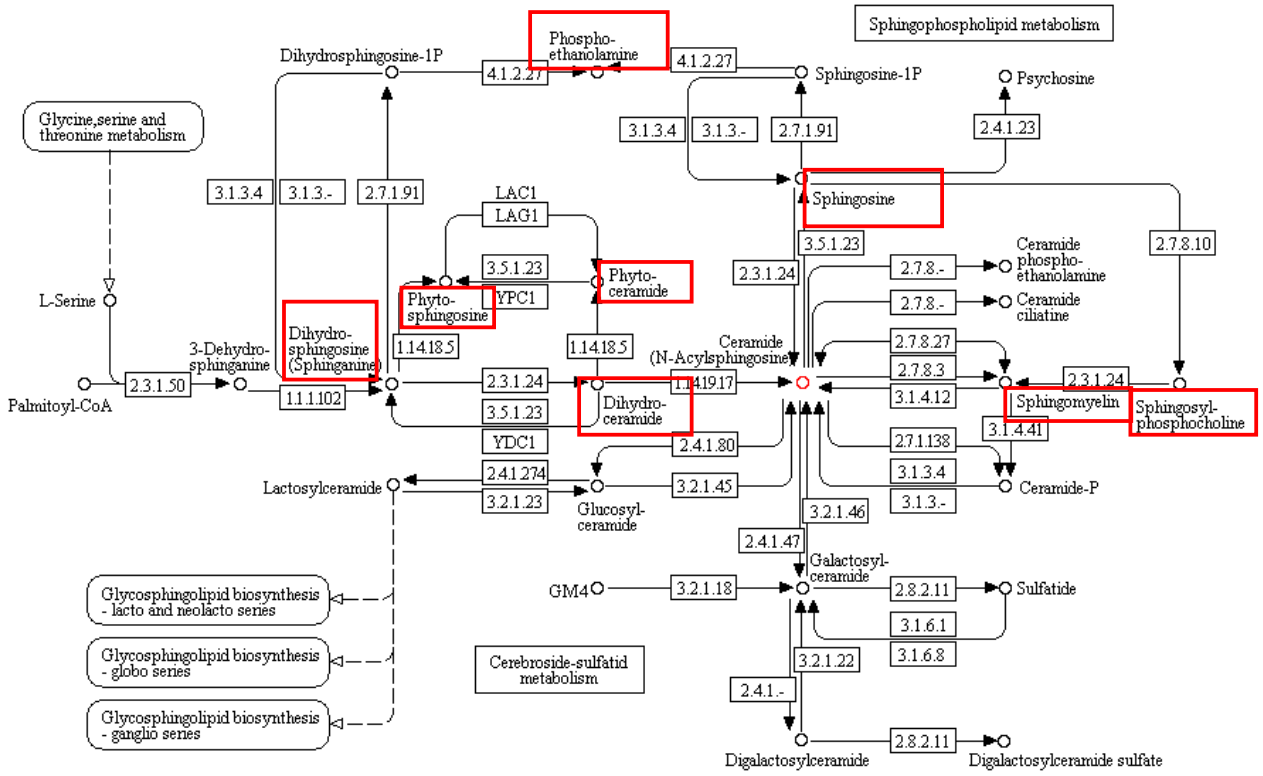 Sphingophospholipid metabolism
Phospho-
ethanolamine
Dihydrosphingosine-1P
4.1.2.27
4.1.2.27
Sphingosine-1P
Psychosine
Glycine,serine and
threonine metabolism
3.1.3.4
3.1.3.-
2.7.1.91
2.4.1.23
3.1.3.4
3.1.3.-
2.7.1.91
LAC1
LAG1
Sphingosine
3.5.1.23
2.7.8.10
L-Serine
3.5.1.23
YPC1
Phyto-
ceramide
Phyto-
sphingosine
2.3.1.24
2.7.8.-
Ceramide
phospho-
ethanolamine
2.7.8.-
Ceramide
ciliatine
3-Dehydro-
sphinganine
Dihydro-
sphingosine
(Sphinganine)
1.14.18.5
1.14.18.5
Ceramide
(N-Acylsphingosine)
2.7.8.27
Palmitoyl-CoA
2.3.1.50
1.1.1.102
2.3.1.24
1.14.19.17
2.7.8.3
2.3.1.24
3.5.1.23
YDC1
Dihydro-
ceramide
3.1.4.12
Sphingomyelin
Sphingosyl-
phosphocholine
2.4.1.80
2.7.1.138
3.1.4.41
Lactosylceramide
2.4.1.274
3.2.1.23
Glucosyl-
ceramide
3.2.1.45
3.1.3.4
3.1.3.-
Ceramide-P
3.2.1.46
2.4.1.47
GM4
3.2.1.18
Galactosyl-
ceramide
2.8.2.11
Sulfatide
Glycosphingolipid biosynthesis
- lacto and neolacto series
3.1.6.1
3.1.6.8
Glycosphingolipid biosynthesis
- globo series
Cerebroside-sulfatid
metabolism
3.2.1.22
2.4.1.-
Glycosphingolipid biosynthesis
- ganglio series
2.8.2.11
Digalactosylceramide
Digalactosylceramide sulfate